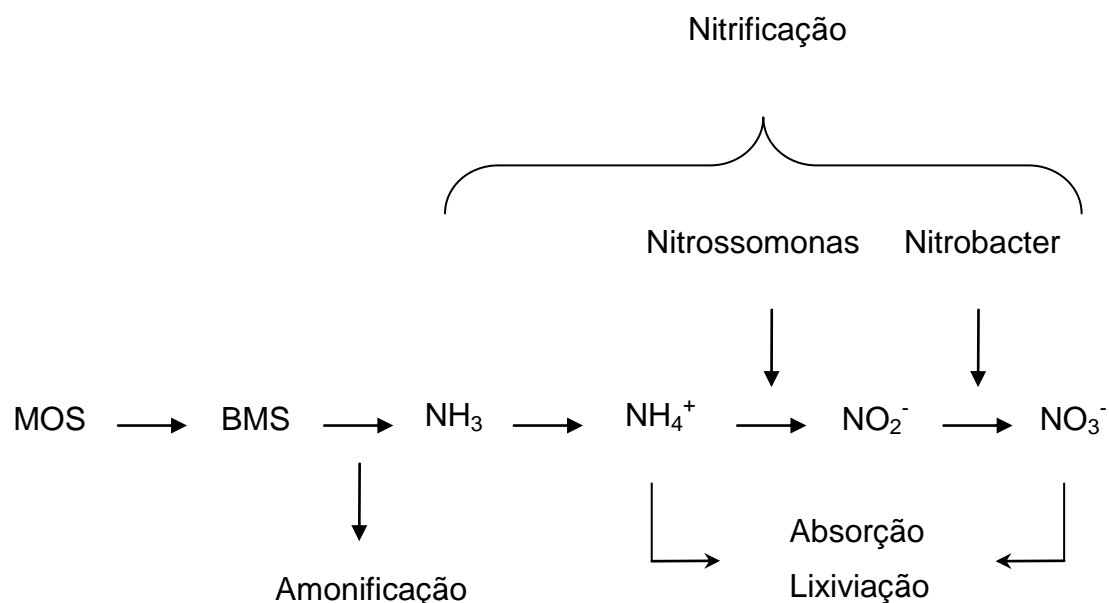 Nitrificação
Nitrossomonas Nitrobacter
MOS BMS NH₃ NH₄⁺ NO₂⁻ NO₃⁻
Absorção
Lixiviação
Amonificação